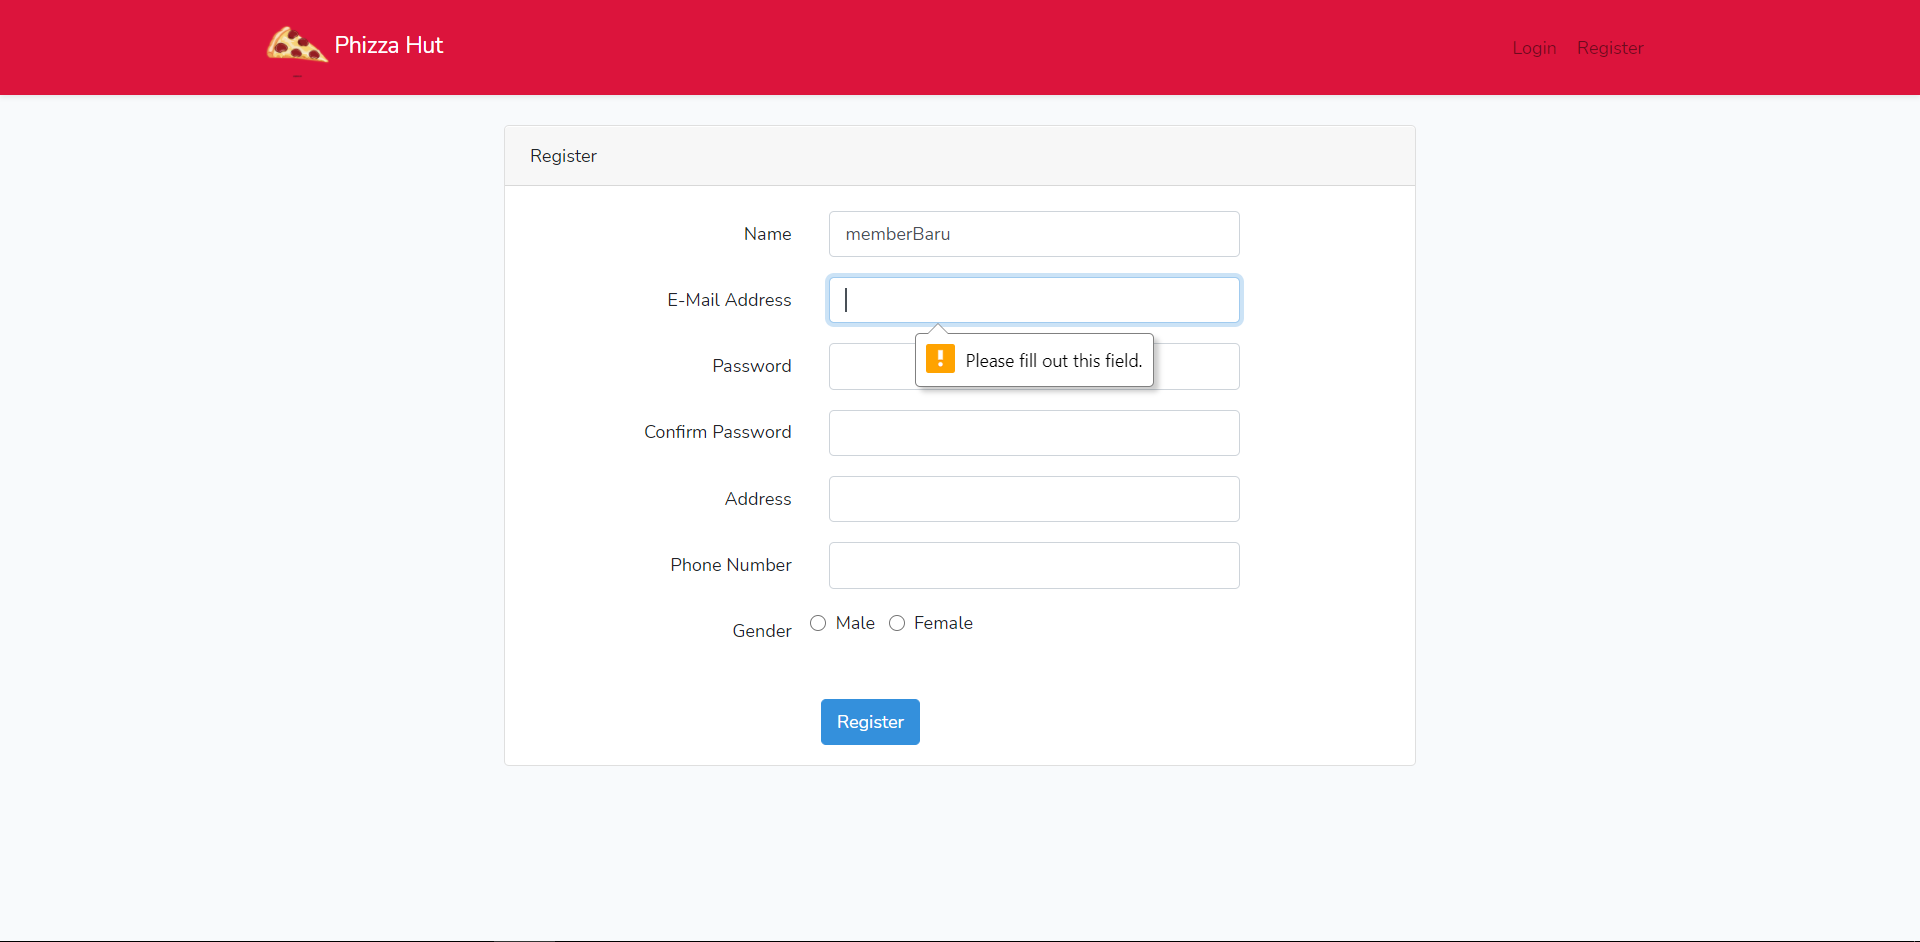 Phizza Hut
Login Register
Register
Name memberBaru
E-Mail Address
Please fill out this field.
Password
Confirm Password
Address
Phone Number
Gender Male Female
Register